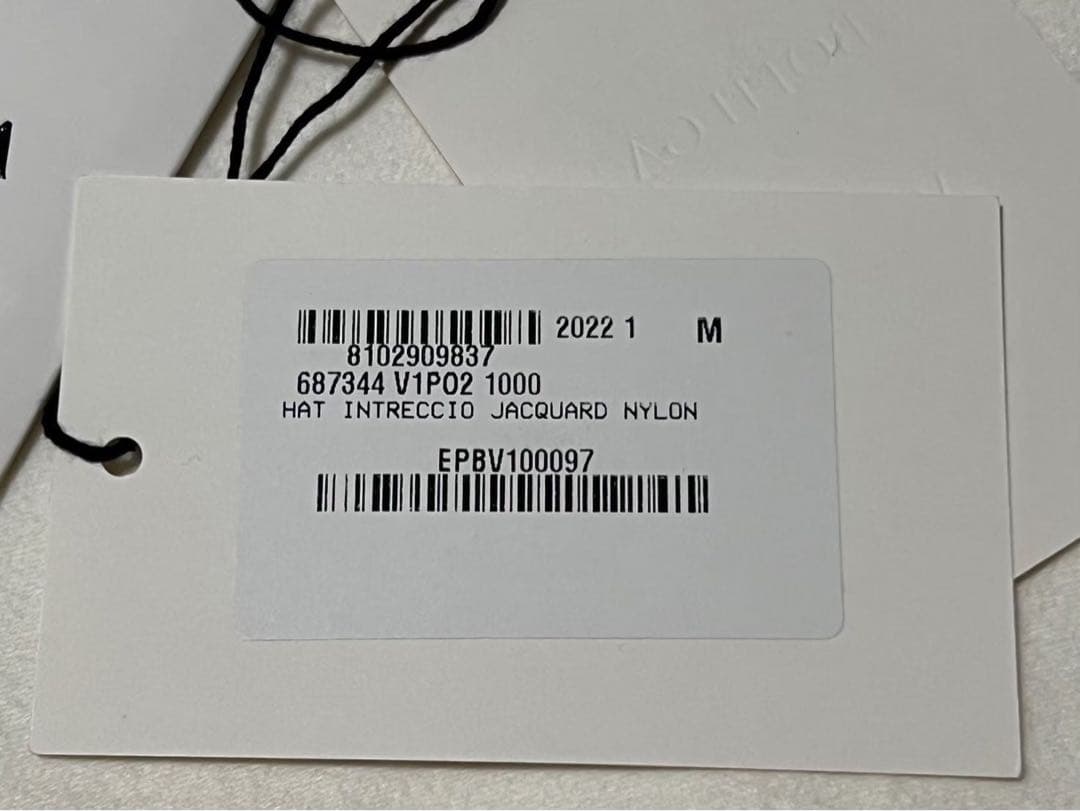 8102909837 2022 1 M
687344 V1PO2 1000
HAT INTRECCIO JACQUARD NYLON
EPBV100097